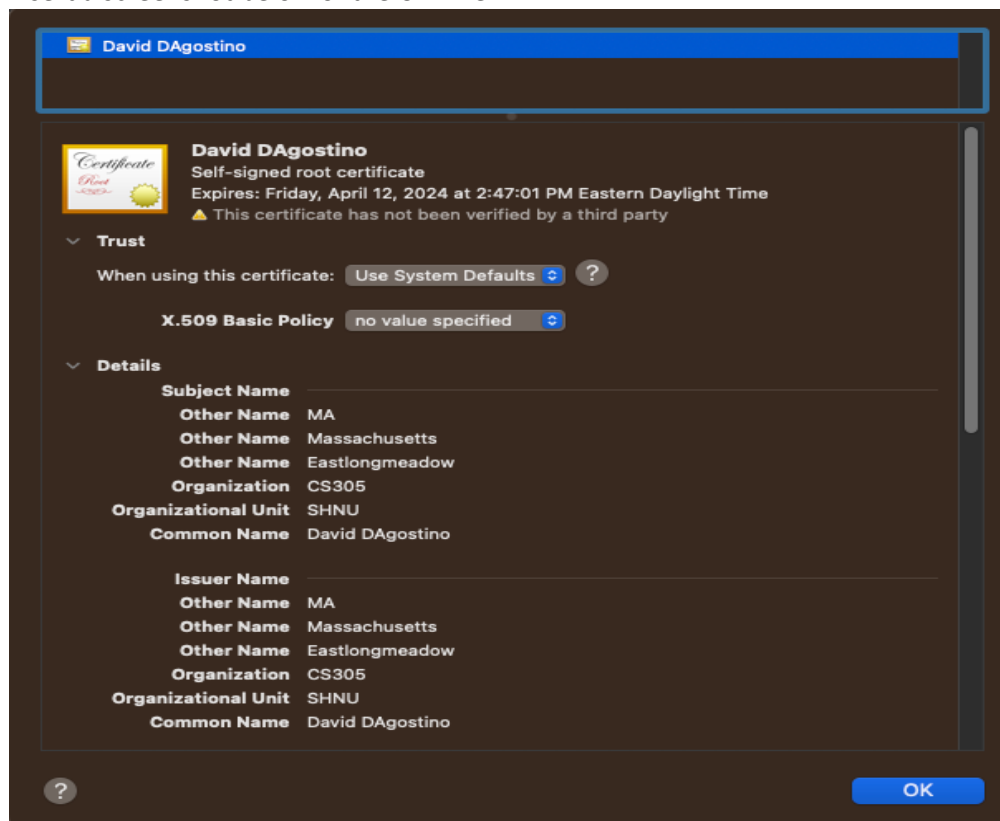 David DAgostino
Certificate
Root
David DAgostino
Self-signed root certificate
Expires: Friday, April 12, 2024 at 2:47:01 PM Eastern Daylight Time
This certificate has not been verified by a third party
Trust
When using this certificate: Use System Defaults ?
X.509 Basic Policy no value specified
Details
Subject Name
Other Name MA
Other Name Massachusetts
Other Name Eastlongmeadow
Organization CS305
Organizational Unit SHNU
Common Name David DAgostino
Issuer Name
Other Name MA
Other Name Massachusetts
Other Name Eastlongmeadow
Organization CS305
Organizational Unit SHNU
Common Name David DAgostino
? OK